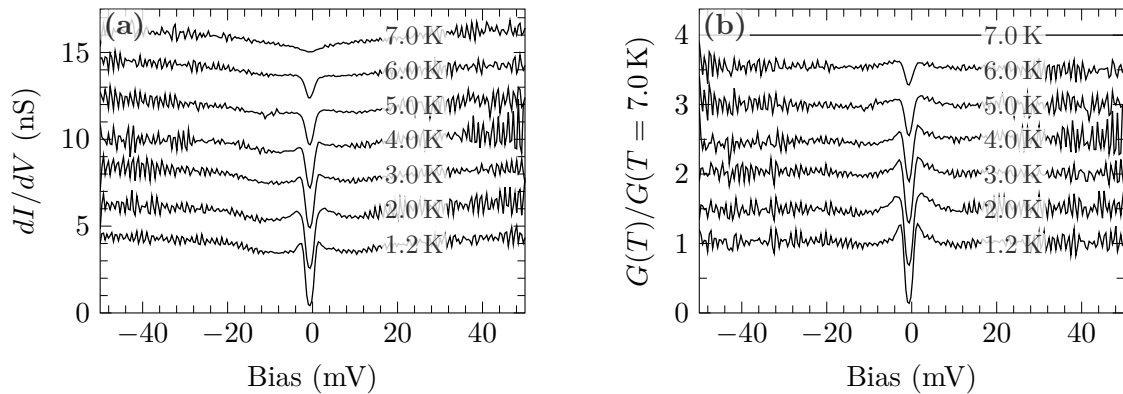 (a)
dI/dV (nS)
15
10
5
0
7.0 K
6.0 K
5.0 K
4.0 K
3.0 K
2.0 K
1.2 K
−40
−20
0
20
40
Bias (mV)
(b)
G(T)/G(T = 7.0 K)
4
3
2
1
0
7.0 K
6.0 K
5.0 K
4.0 K
3.0 K
2.0 K
1.2 K
−40
−20
0
20
40
Bias (mV)